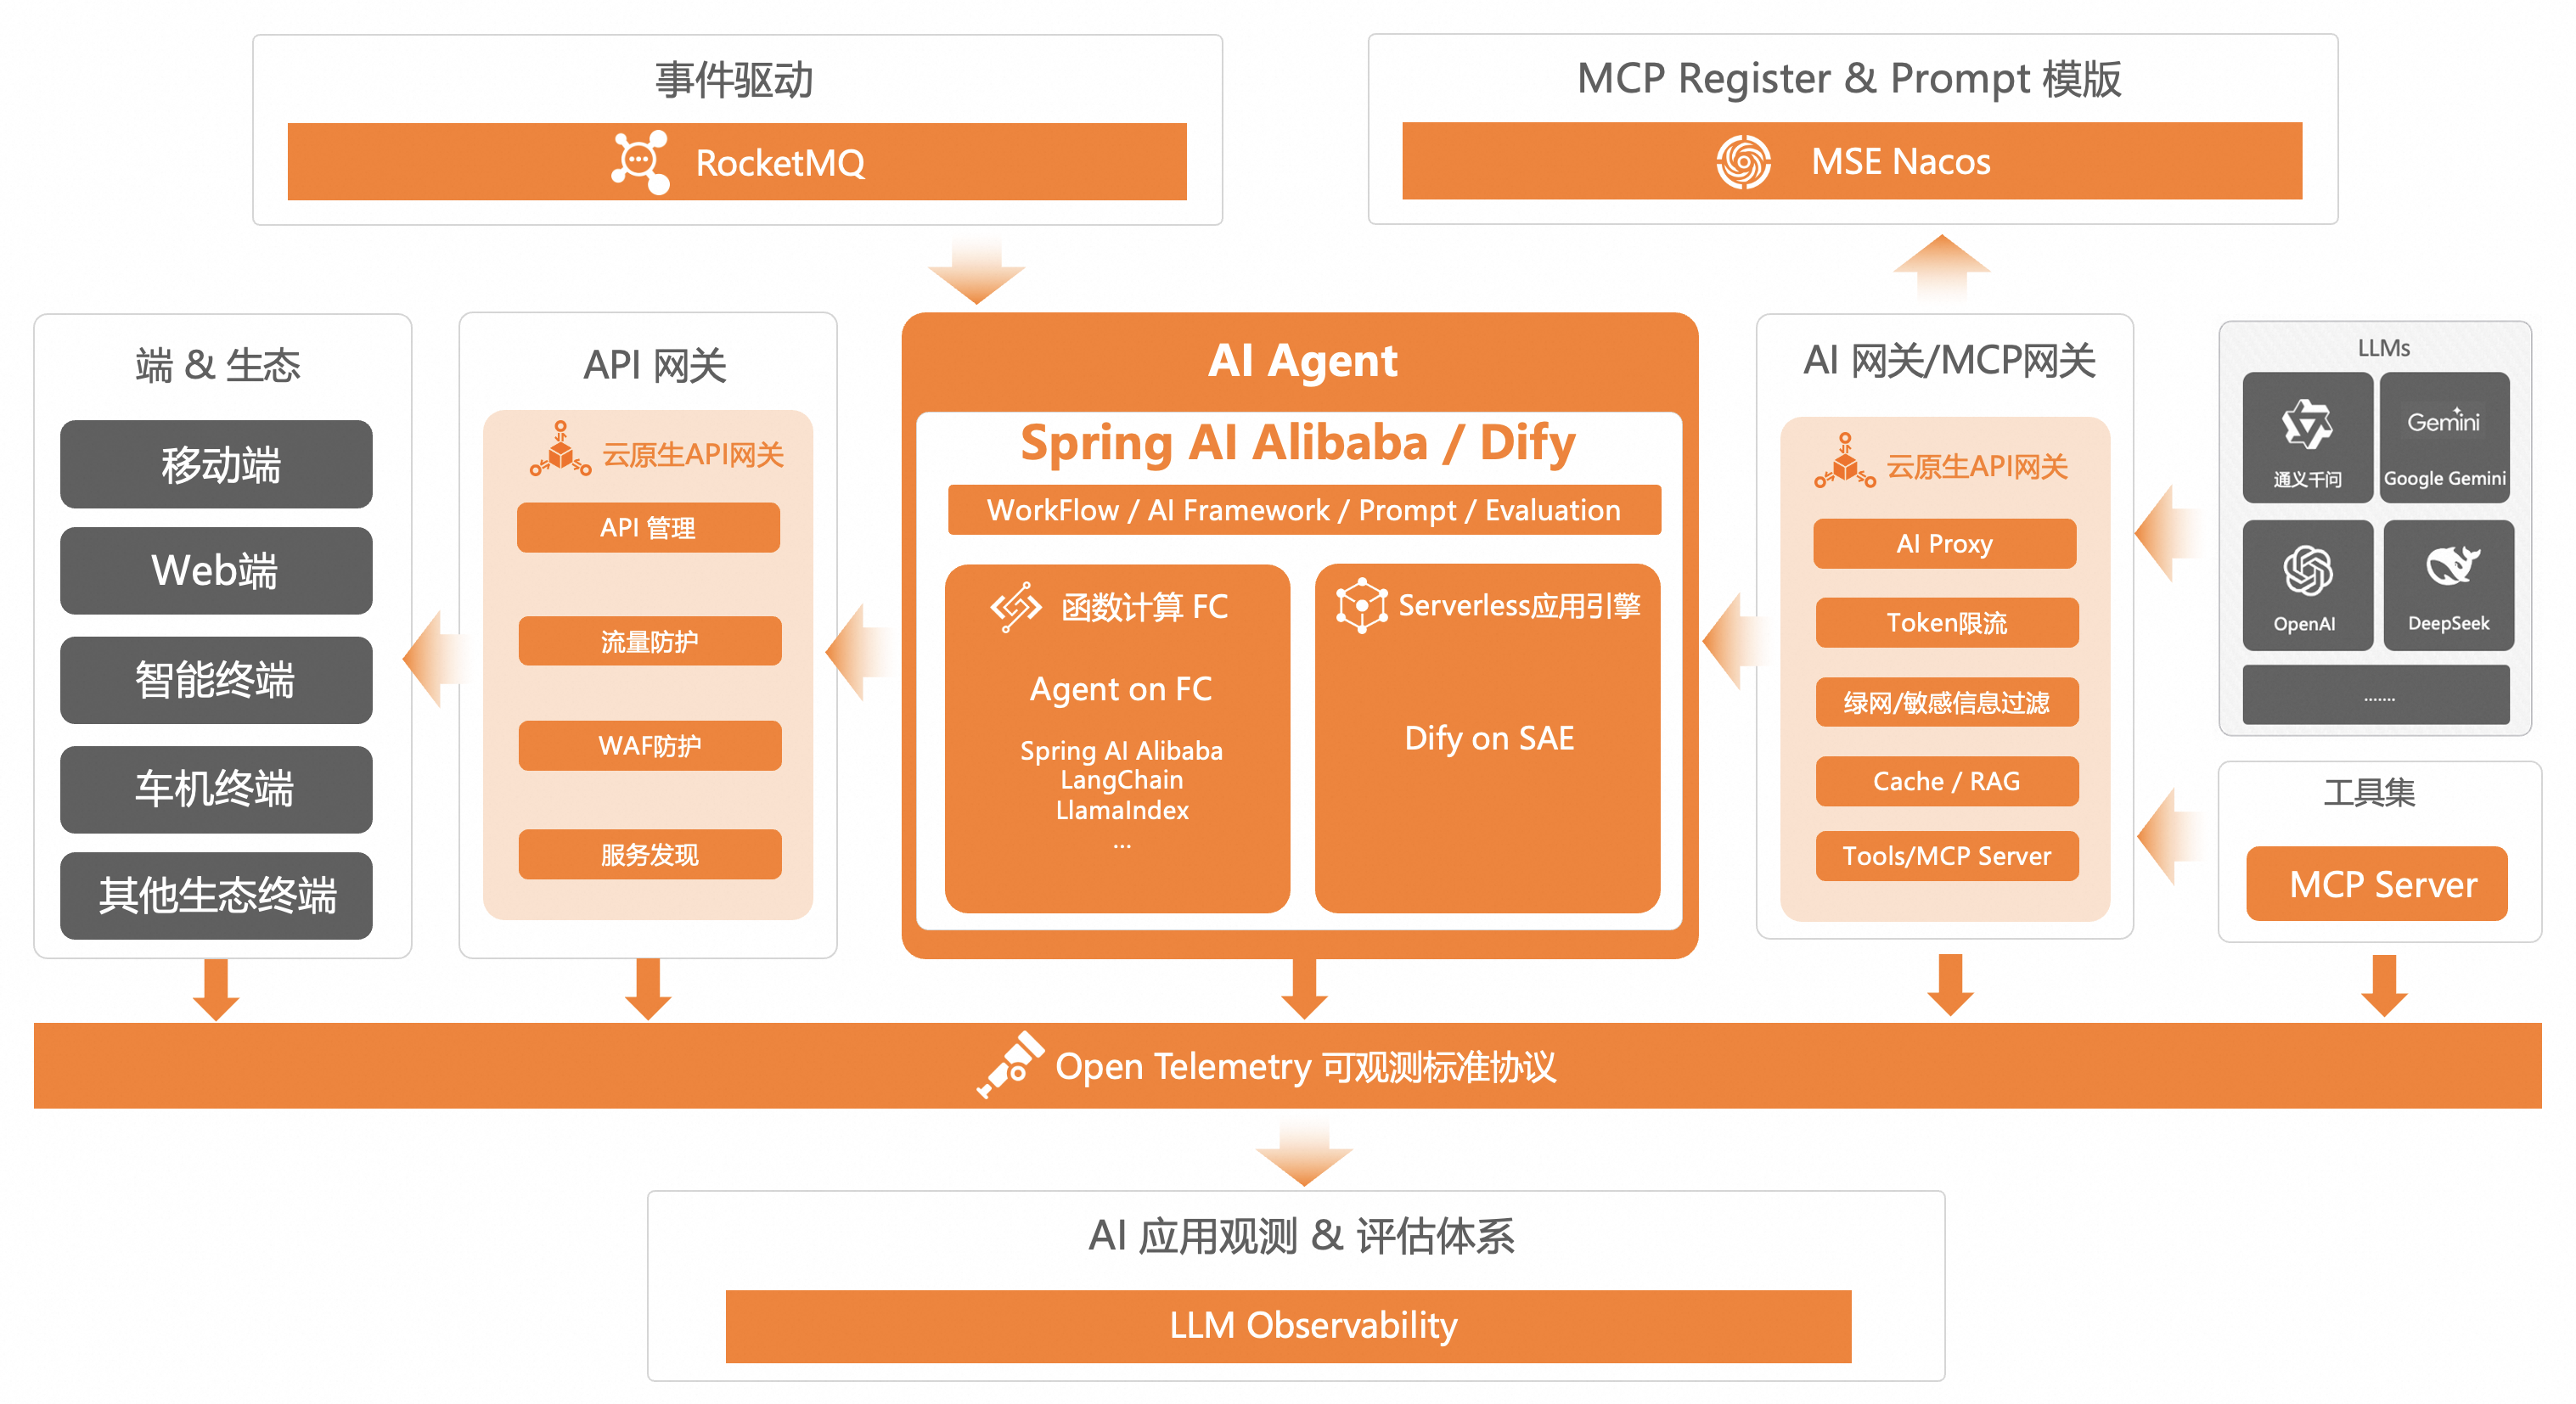 事件驱动
RocketMQ
MCP Register & Prompt 模版
MSE Nacos
端 & 生态
移动端
Web端
智能终端
车机终端
其他生态终端
API 网关
云原生API网关
API 管理
流量防护
WAF防护
服务发现
AI Agent
Spring AI Alibaba / Dify
WorkFlow / AI Framework / Prompt / Evaluation
函数计算 FC
Agent on FC
Spring AI Alibaba
LangChain
LlamaIndex
...
Serverless应用引擎
Dify on SAE
AI 网关/MCP网关
云原生API网关
AI Proxy
Token限流
绿网/敏感信息过滤
Cache / RAG
Tools/MCP Server
LLMs
通义千问
Gemini
Google Gemini
OpenAI
DeepSeek
.......
工具集
MCP Server
Open Telemetry 可观测标准协议
AI 应用观测 & 评估体系
LLM Observability